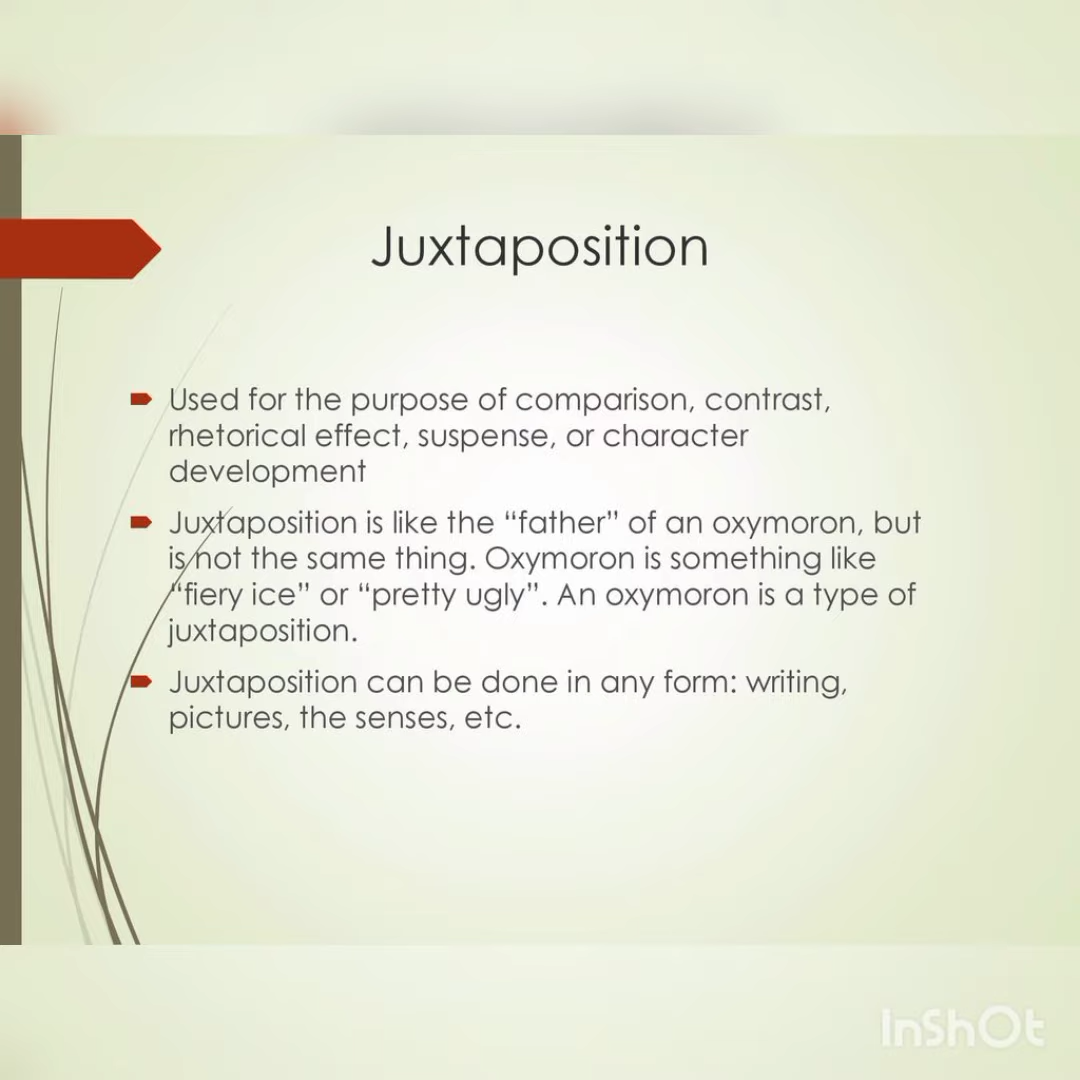 Juxtaposition
Used for the purpose of comparison, contrast,
rhetorical effect, suspense, or character
development
Juxtaposition is like the “father” of an oxymoron, but
is not the same thing. Oxymoron is something like
“fiery ice” or “pretty ugly”. An oxymoron is a type of
juxtaposition.
Juxtaposition can be done in any form: writing,
pictures, the senses, etc.
InShOt